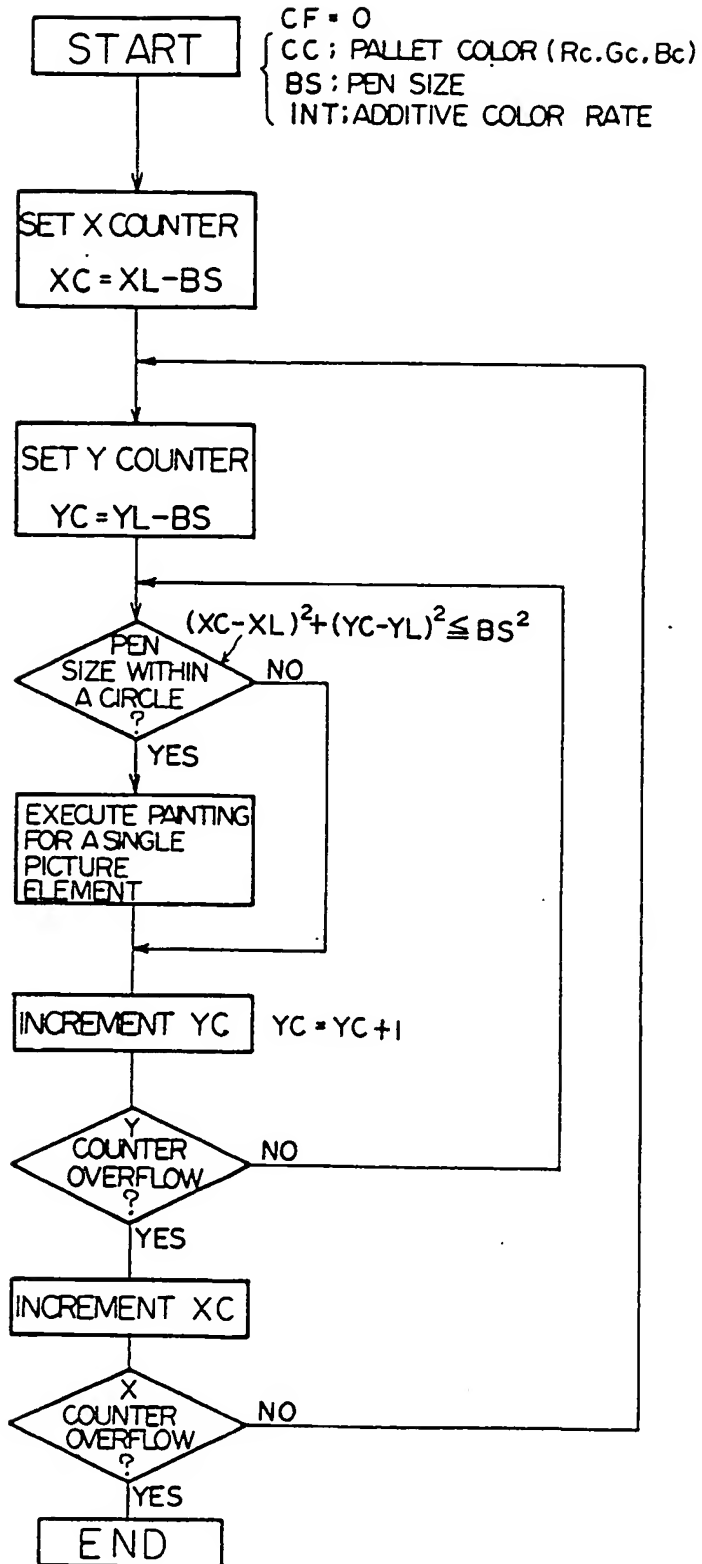 START
CF = 0
CC ; PALLET COLOR (Rc.Gc.Bc)
BS : PEN SIZE
INT ; ADDITIVE COLOR RATE
SET X COUNTER
XC = XL-BS
SET Y COUNTER
YC = YL-BS
(XC-XL)²+(YC-YL)² ≦ BS²
PEN
SIZE WITHIN
A CIRCLE
?
NO
YES
EXECUTE PAINTING
FOR A SINGLE
PICTURE
ELEMENT
INCREMENT YC
YC = YC+1
Y
COUNTER
OVERFLOW
?
NO
YES
INCREMENT XC
X
COUNTER
OVERFLOW
?
NO
YES
END